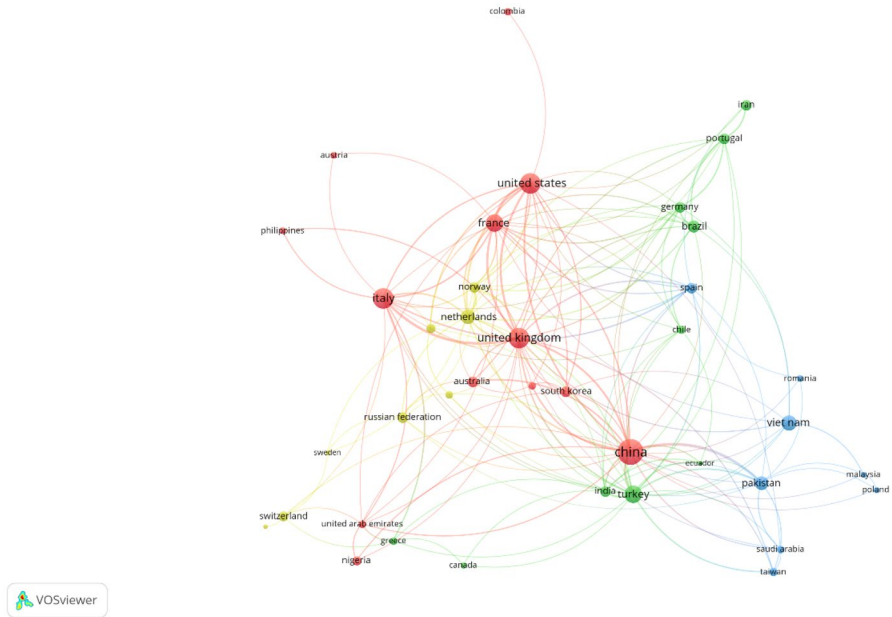 colombia
iran
portugal
austria
united states
germany
france
brazil
philippines
norway
spain
italy
netherlands
chile
united kingdom
romania
australia
south korea
russian federation
viet nam
china
sweden
ecuador
malaysia
pakistan
poland
india
turkey
switzerland
united arab emirates
greece
saudi arabia
nigeria
canada
taiwan
VOSviewer